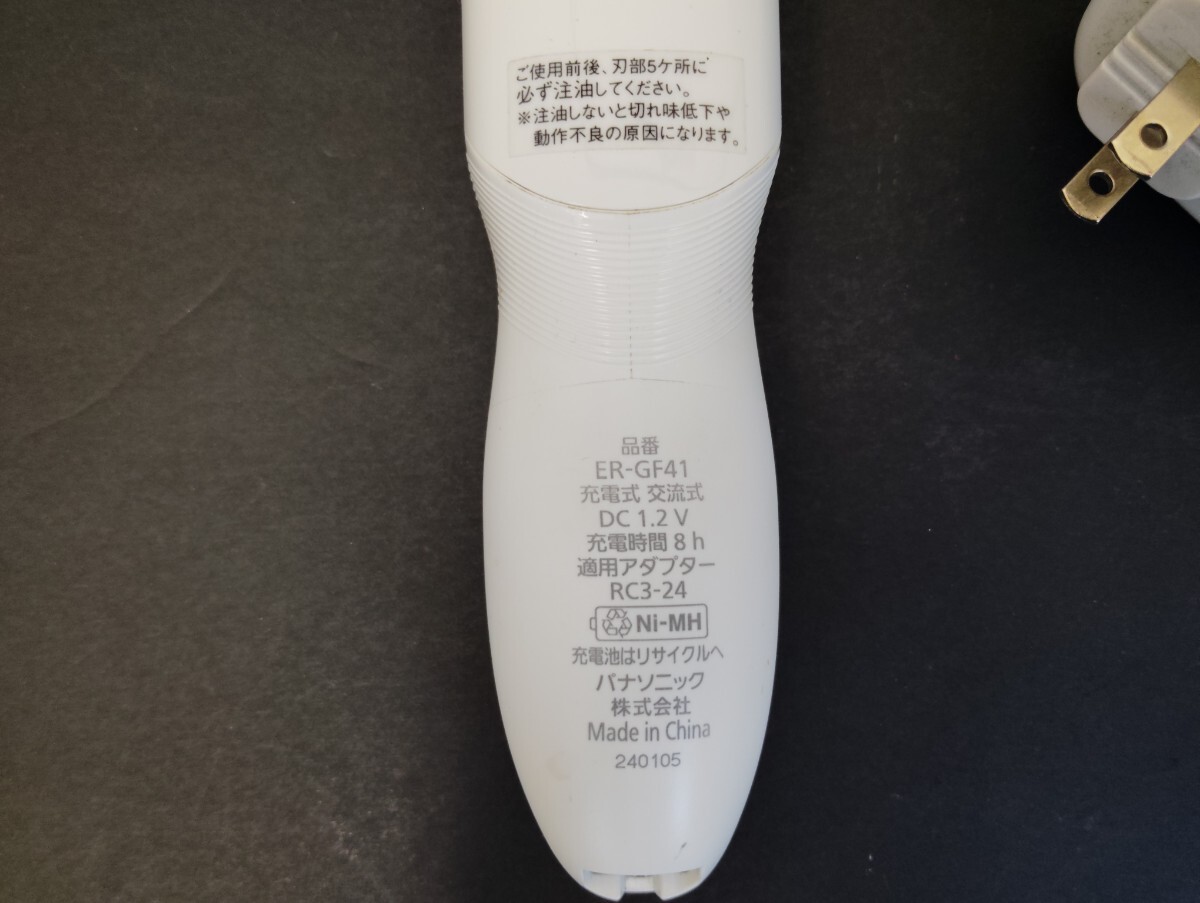 ご使用前後、刃部5ケ所に
必ず注油してください。
※注油しないと切れ味低下や
動作不良の原因になります。
品番
ER-GF41
充電式 交流式
DC 1.2 V
充電時間 8 h
適用アダプター
RC3-24
Ni-MH
充電池はリサイクルへ
パナソニック
株式会社
Made in China
240105